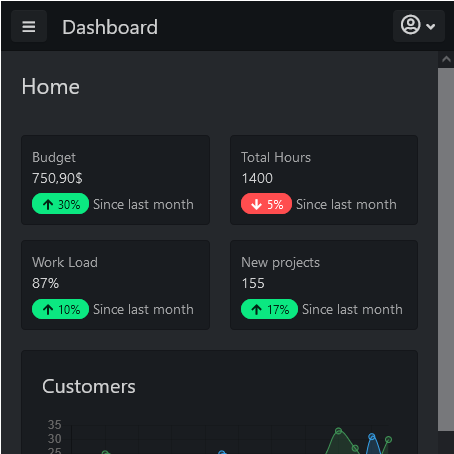 Dashboard
Home
Budget
750,90$
30% Since last month
Total Hours
1400
5% Since last month
Work Load
87%
10% Since last month
New projects
155
17% Since last month
Customers
35
30
25